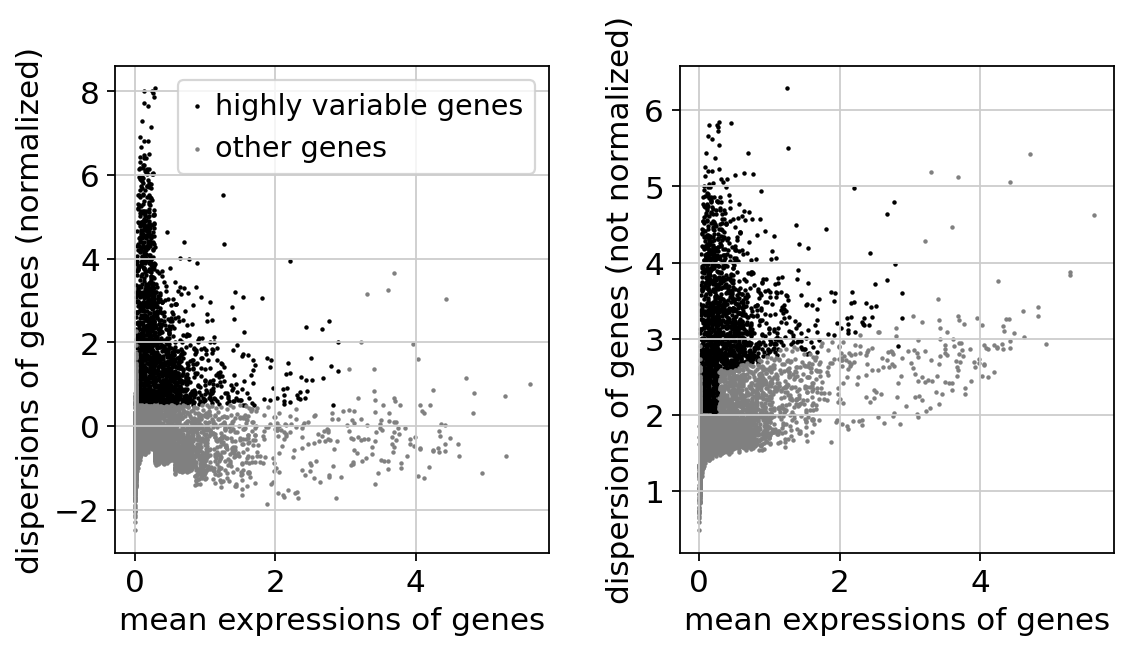 dispersions of genes (normalized)
8
6
4
2
0
−2
highly variable genes
other genes
0 2 4
mean expressions of genes
dispersions of genes (not normalized)
6
5
4
3
2
1
0 2 4
mean expressions of genes